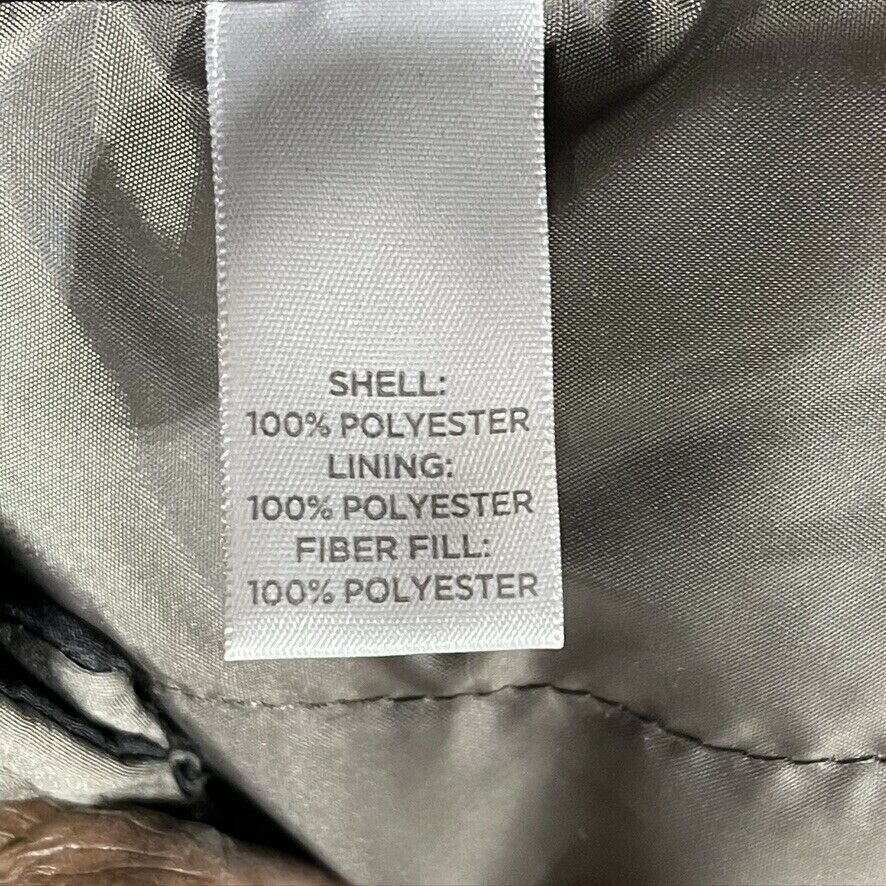 SHELL:
100% POLYESTER
LINING:
100% POLYESTER
FIBER FILL:
100% POLYESTER